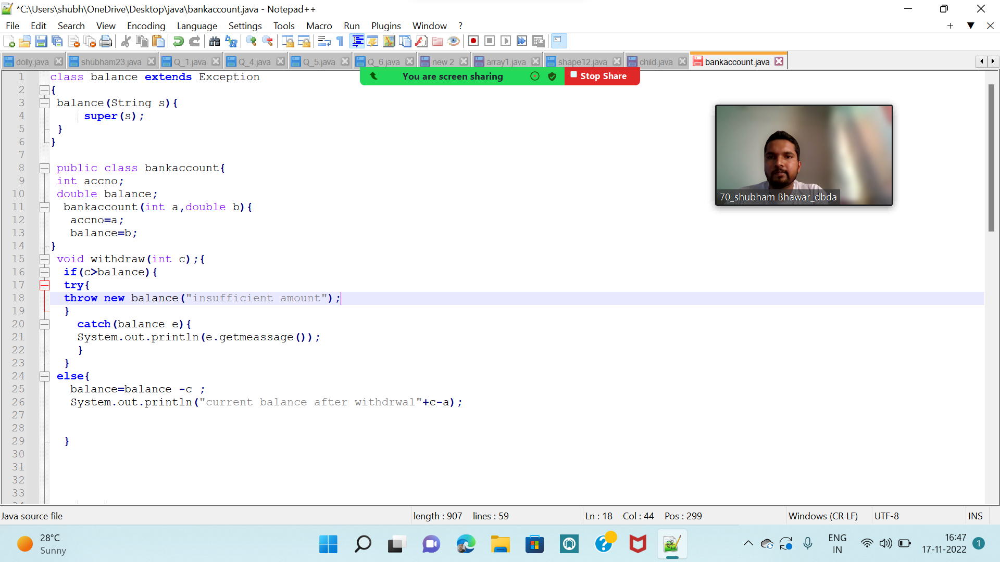 *C:\Users\shubh\OneDrive\Desktop\java\bankaccount.java - Notepad++
File Edit Search View Encoding Language Settings Tools Macro Run Plugins Window ?
dolly.java shubham23.java Q_1.java Q_4.java Q_5.java Q_6.java new 2 array1.java shape12.java child.java bankaccount.java
You are screen sharing Stop Share
1 class balance extends Exception
2 {
3 balance(String s){
4 super(s);
5 }
6 }
7
8 public class bankaccount{
9 int accno;
10 double balance;
11 bankaccount(int a,double b){
12 accno=a;
13 balance=b;
14 }
15 void withdraw(int c);{
16 if(c>balance){
17 try{
18 throw new balance("insufficient amount");
19 }
20 catch(balance e){
21 System.out.println(e.getmeassage());
22 }
23 }
24 else{
25 balance=balance -c ;
26 System.out.println("current balance after withdrwal"+c-a);
27
28
29 }
30
31
32
33
70_shubham Bhawar_dbda
Java source file length : 907 lines : 59 Ln : 18 Col : 44 Pos : 299 Windows (CR LF) UTF-8 INS
28°C
Sunny
ENG
IN
16:47
17-11-2022
1